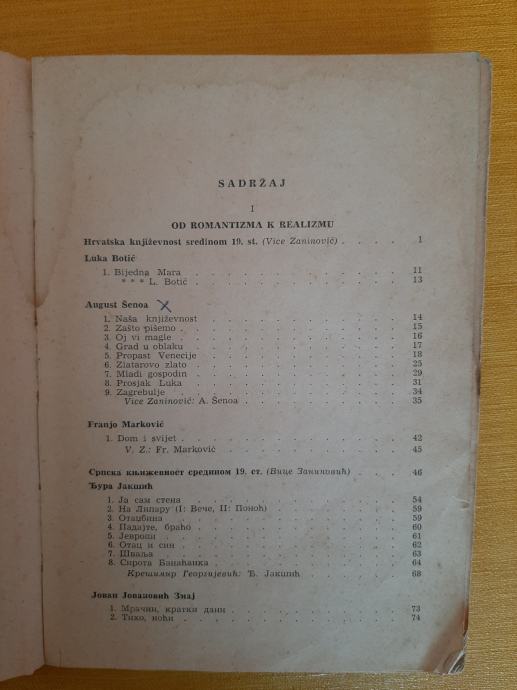 SADRŽAJ
I
OD ROMANTIZMA K REALIZMU
Hrvatska književnost sredinom 19. st. (Vice Zaninović) . . . . 1
Luka Botić
1. Bijedna Mara . . . . . . . . . . 11
* * * L. Botić . . . . . . . . . . 13
August Šenoa X
1. Naša književnost . . . . . . . . . . 14
2. Zašto pišemo . . . . . . . . . . 15
3. Oj vi magle . . . . . . . . . . 16
4. Grad u oblaku . . . . . . . . . . 17
5. Propast Venecije . . . . . . . . . . 18
6. Zlatarovo zlato . . . . . . . . . . 25
7. Mladi gospodin . . . . . . . . . . 29
8. Prosjak Luka . . . . . . . . . . 31
9. Zagrebulje . . . . . . . . . . 34
Vice Zaninović: A. Šenoa . . . . . . . . 35
Franjo Marković
1. Dom i svijet . . . . . . . . . . 42
V. Z.: Fr. Marković . . . . . . . . . 45
Српска књижевност средином 19. ст. (Вице Заниновић) . . . 46
Ђура Јакшић
1. Ја сам стена . . . . . . . . . . 54
2. На Липару (I: Вече, II: Поноћ) . . . . . . 59
3. Отаџбина . . . . . . . . . . 59
4. Падајте, браћо . . . . . . . . . . 60
5. Јевропи . . . . . . . . . . 61
6. Отац и син . . . . . . . . . . 62
7. Шваља . . . . . . . . . . 63
8. Сирота Банаћанка . . . . . . . . . 64
Крешимир Георгијевић: Ђ. Јакшић . . . . . 68
Јован Јовановић Змај
1. Мрачни, кратки дани . . . . . . . . 73
2. Тихо, ноћи . . . . . . . . . . 74